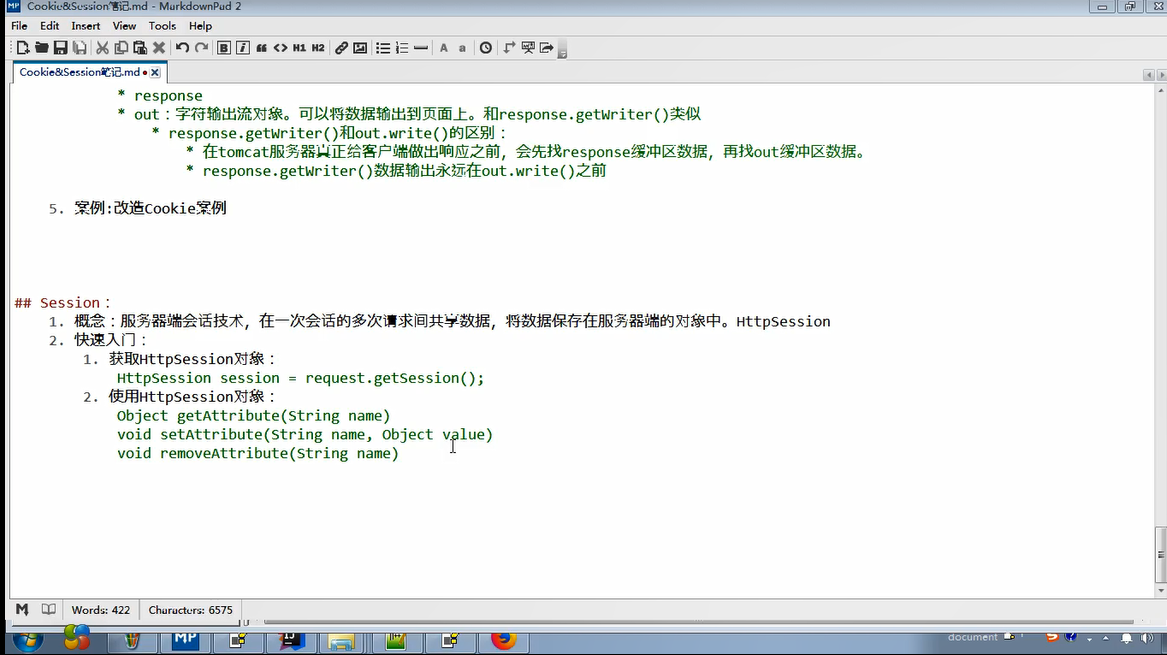 Cookie&Session笔记.md - MarkdownPad 2
File Edit Insert View Tools Help
B i H1 H2 A a
Cookie&Session笔记.md
* response
* out：字符输出流对象。可以将数据输出到页面上。和response.getWriter()类似
* response.getWriter()和out.write()的区别：
* 在tomcat服务器真正给客户端做出响应之前，会先找response缓冲区数据，再找out缓冲区数据。
* response.getWriter()数据输出永远在out.write()之前
5. 案例:改造Cookie案例
## Session：
1. 概念：服务器端会话技术，在一次会话的多次请求间共享数据，将数据保存在服务器端的对象中。HttpSession
2. 快速入门：
1. 获取HttpSession对象：
HttpSession session = request.getSession();
2. 使用HttpSession对象：
Object getAttribute(String name)
void setAttribute(String name, Object value)
void removeAttribute(String name)
Words: 422 Characters: 6575
document